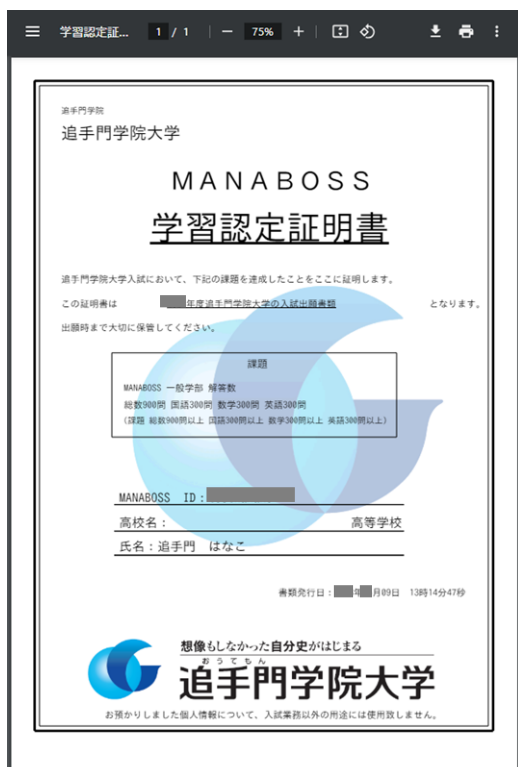 学習認定証... 1 / 1 75%
追手門学院
追手門学院大学
MANABOSS
学習認定証明書
追手門学院大学入試において、下記の課題を達成したことをここに証明します。
この証明書は 年度追手門学院大学の入試出願書類 となります。
出願時まで大切に保管してください。
課題
MANABOSS 一般学部 解答数
総数900問 国語300問 数学300問 英語300問
(課題 総数900問以上 国語300問以上 数学300問以上 英語300問以上)
MANABOSS ID:
高校名: 高等学校
氏名:追手門 はなこ
書類発行日: 年 月09日 13時14分47秒
想像もしなかった自分史がはじまる
おうてもん
追手門学院大学
お預かりしました個人情報について、入試業務以外の用途には使用致しません。